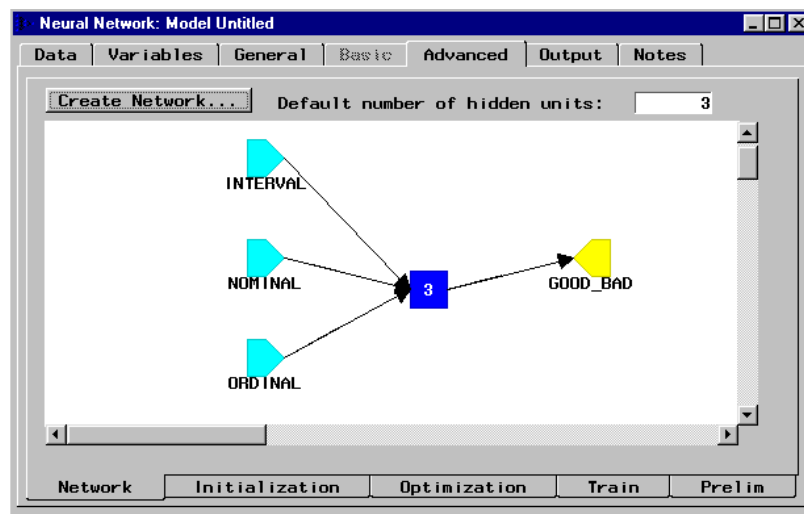 Neural Network: Model Untitled
Data Variables General Basic Advanced Output Notes
Create Network... Default number of hidden units: 3
INTERVAL
NOMINAL
3
GOOD_BAD
ORDINAL
Network Initialization Optimization Train Prelim